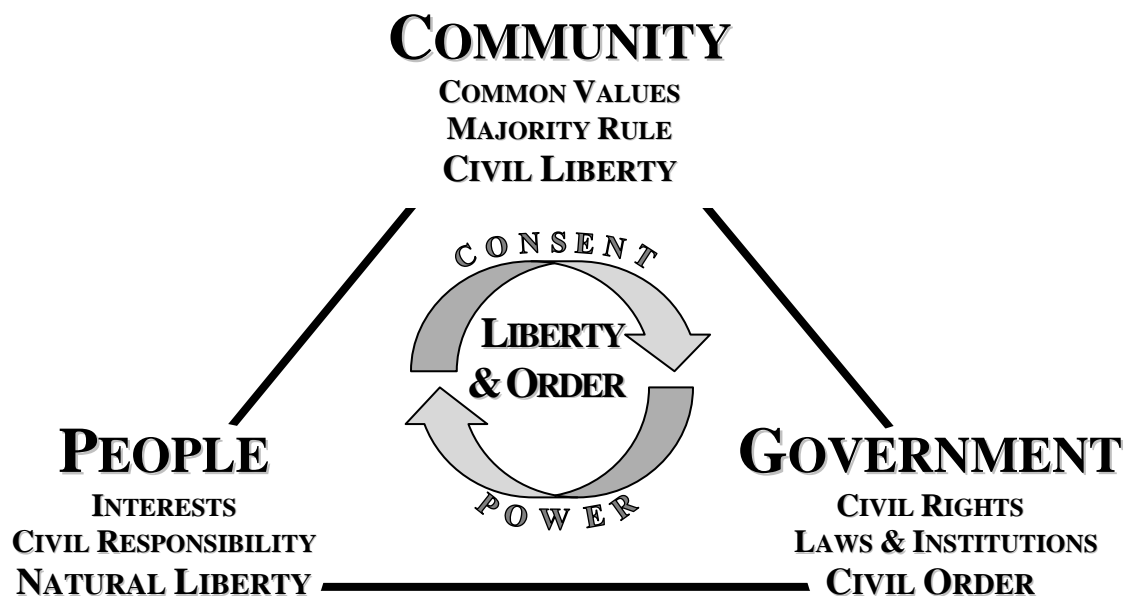 COMMUNITY
COMMON VALUES
MAJORITY RULE
CIVIL LIBERTY
CONSENT
LIBERTY
& ORDER
POWER
PEOPLE
INTERESTS
CIVIL RESPONSIBILITY
NATURAL LIBERTY
GOVERNMENT
CIVIL RIGHTS
LAWS & INSTITUTIONS
CIVIL ORDER